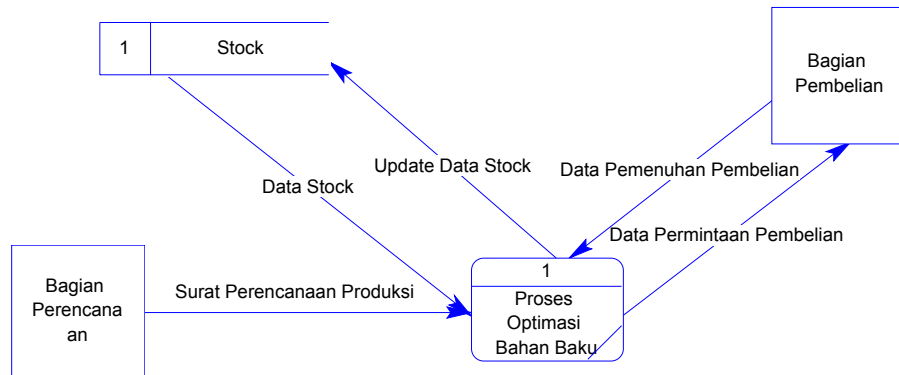 1
Stock
Bagian
Pembelian
Update Data Stock
Data Pemenuhan Pembelian
Data Stock
Data Permintaan Pembelian
Bagian
Perencana
an
Surat Perencanaan Produksi
1
Proses
Optimasi
Bahan Baku